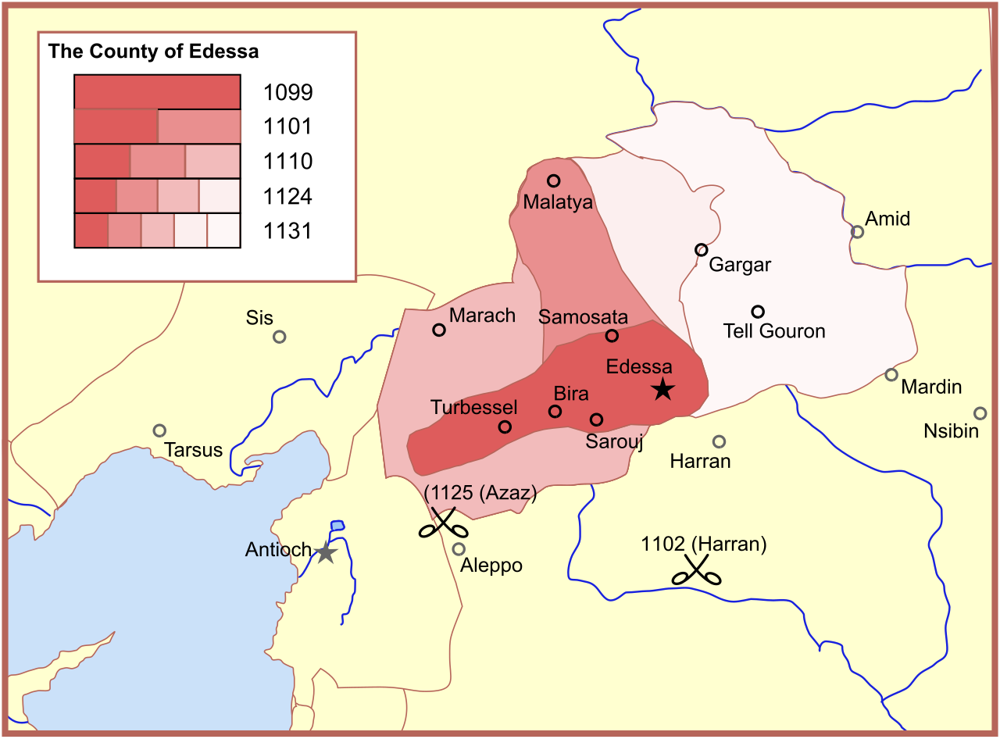 The County of Edessa
1099
1101
1110
1124
1131
Malatya
Amid
Gargar
Marach
Samosata
Sis
Tell Gouron
Edessa
Mardin
Bira
Turbessel
Nsibin
Sarouj
Tarsus
Harran
(1125 (Azaz)
1102 (Harran)
Antioch
Aleppo